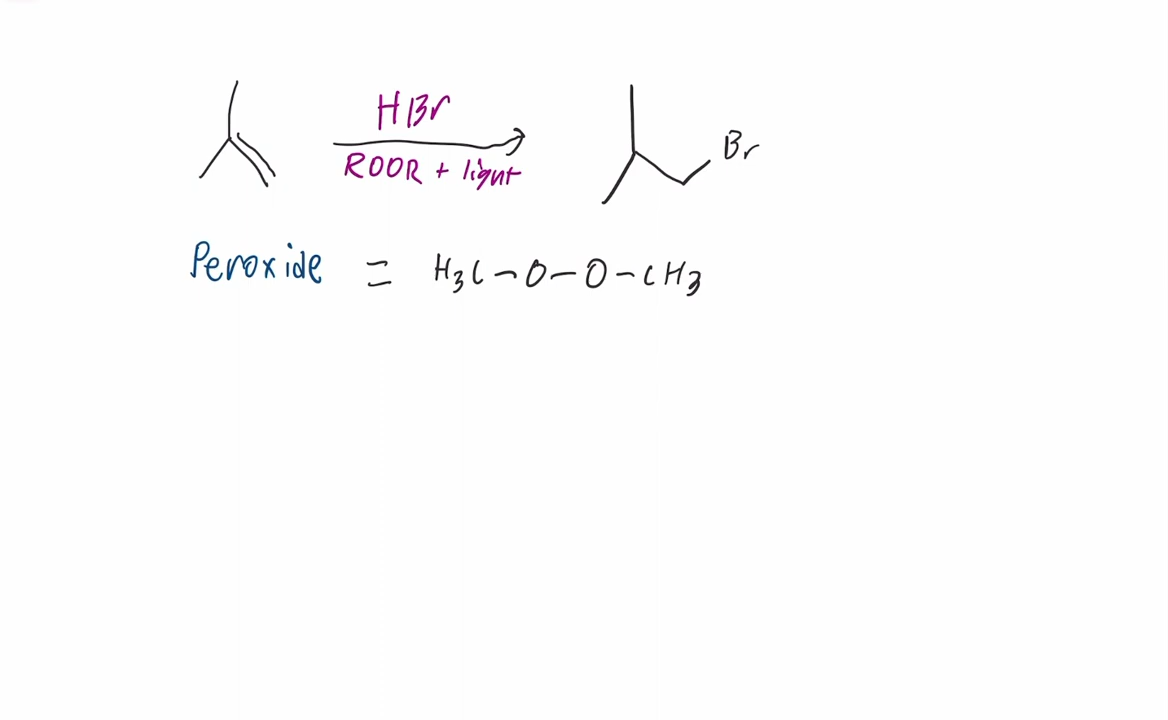 HBr
ROOR + light
Br
Peroxide = H3C-O-O-CH3